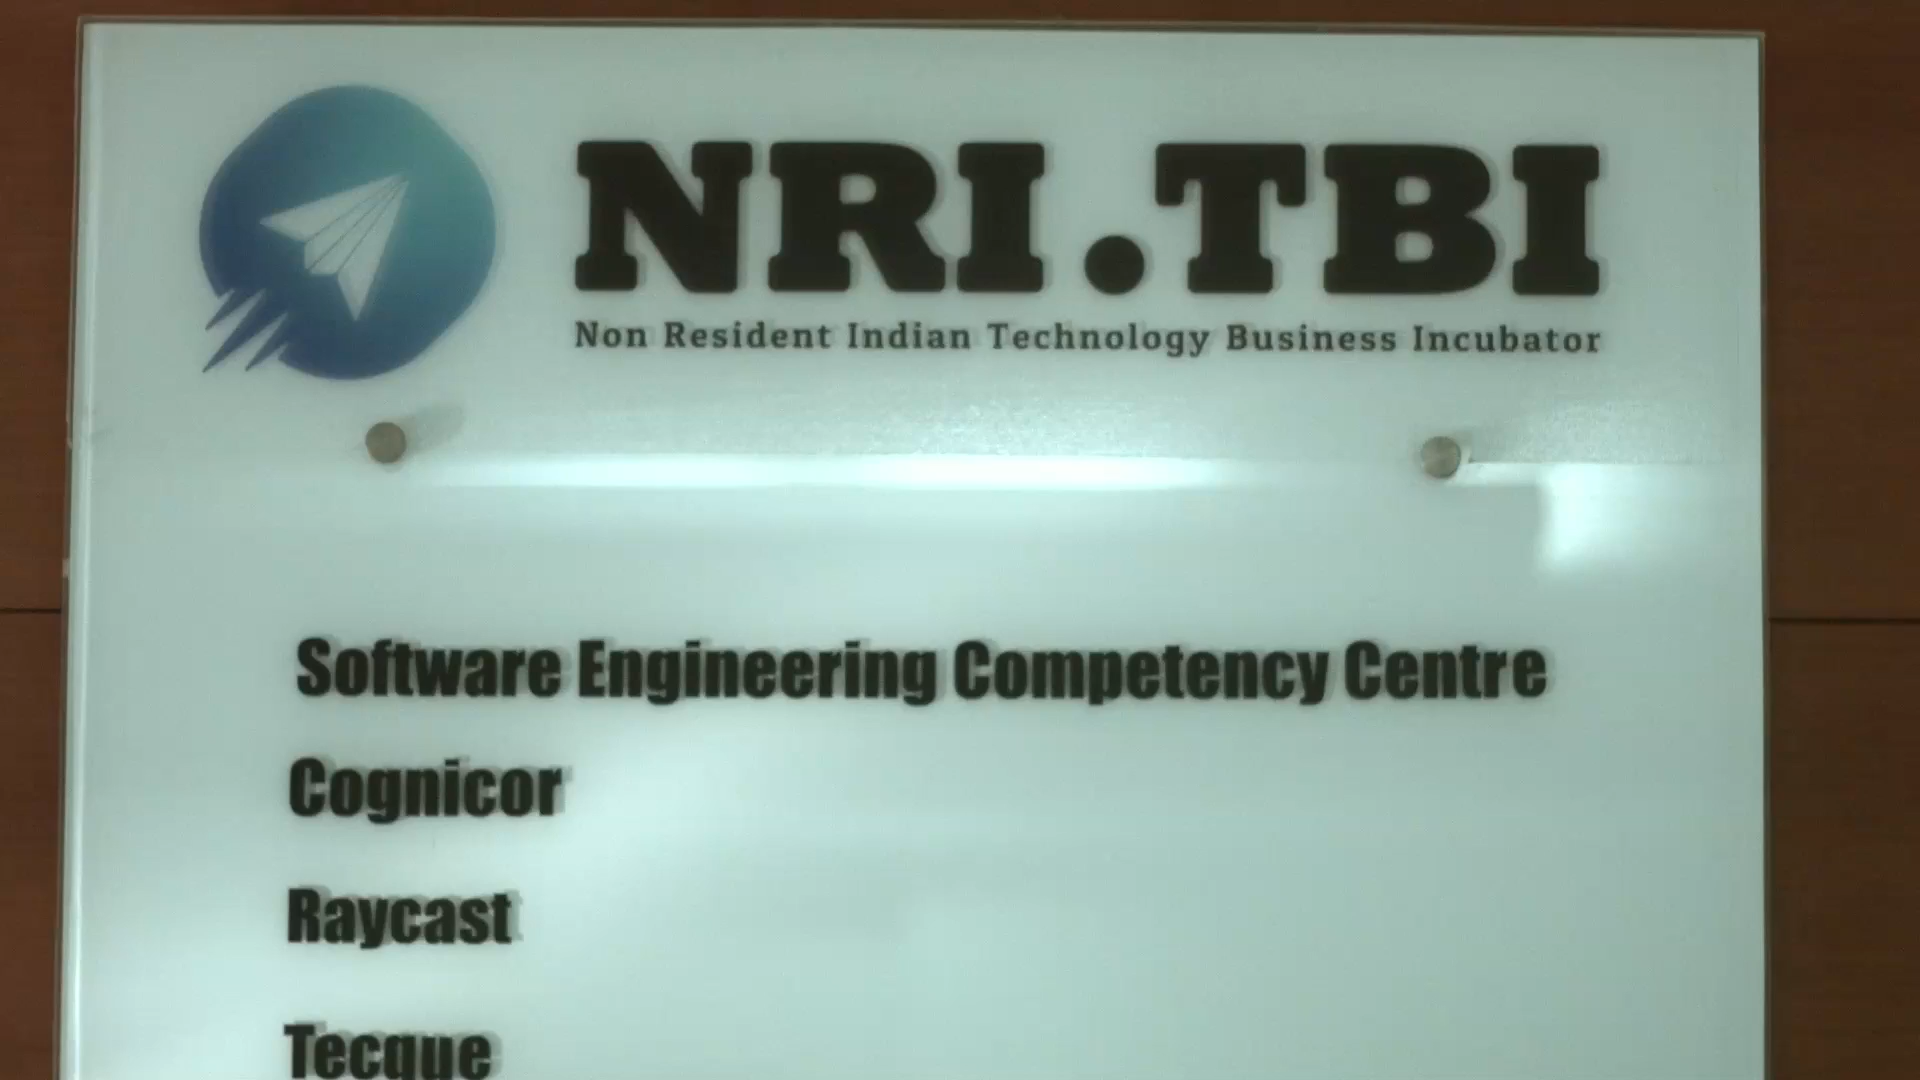 NRI.TBI
Non Resident Indian Technology Business Incubator
Software Engineering Competency Centre
Cognicor
Raycast
Tecque